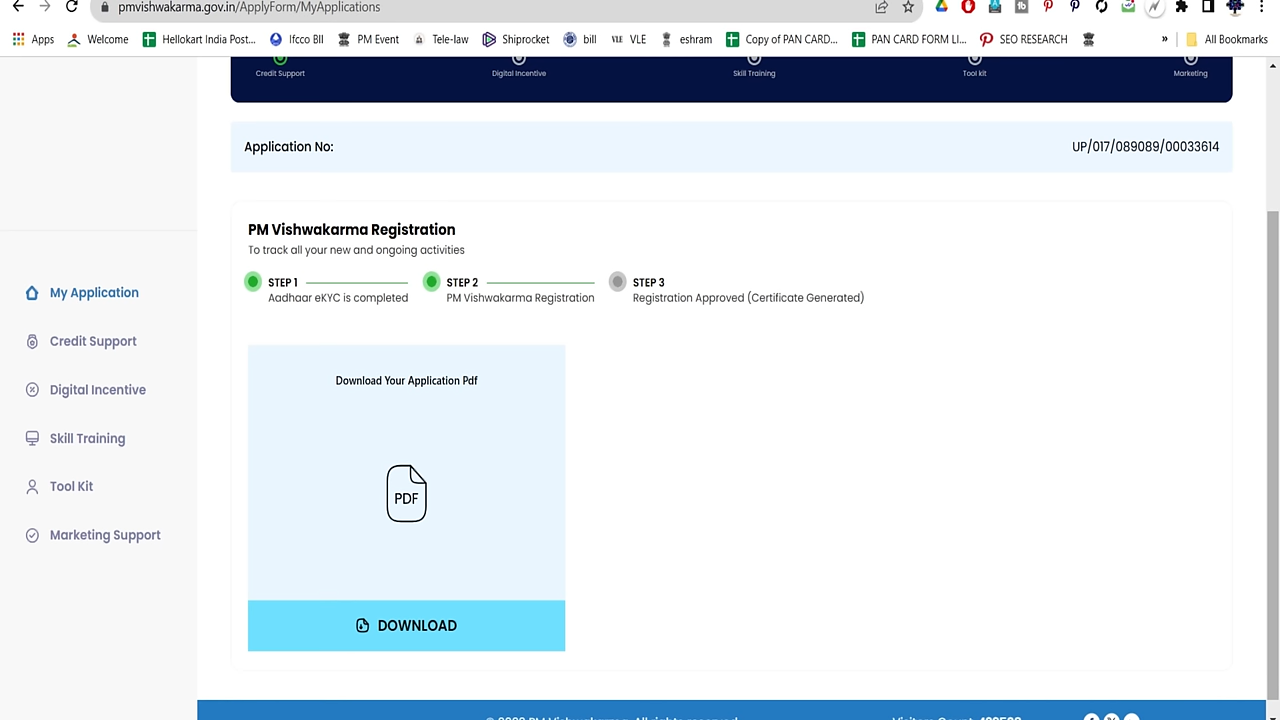 pmvishwakarma.gov.in/ApplyForm/MyApplications
Apps Welcome Hellokart India Post... Ifcco BII PM Event Tele-law Shiprocket bill VLE VLE eshram Copy of PAN CARD... PAN CARD FORM LI... SEO RESEARCH » All Bookmarks
Credit Support Digital Incentive Skill Training Tool kit Marketing
Application No: UP/017/089089/00033614
PM Vishwakarma Registration
To track all your new and ongoing activities
STEP 1 STEP 2 STEP 3
Aadhaar eKYC is completed PM Vishwakarma Registration Registration Approved (Certificate Generated)
My Application
Credit Support
Digital Incentive
Skill Training
Tool Kit
Marketing Support
Download Your Application Pdf
PDF
DOWNLOAD